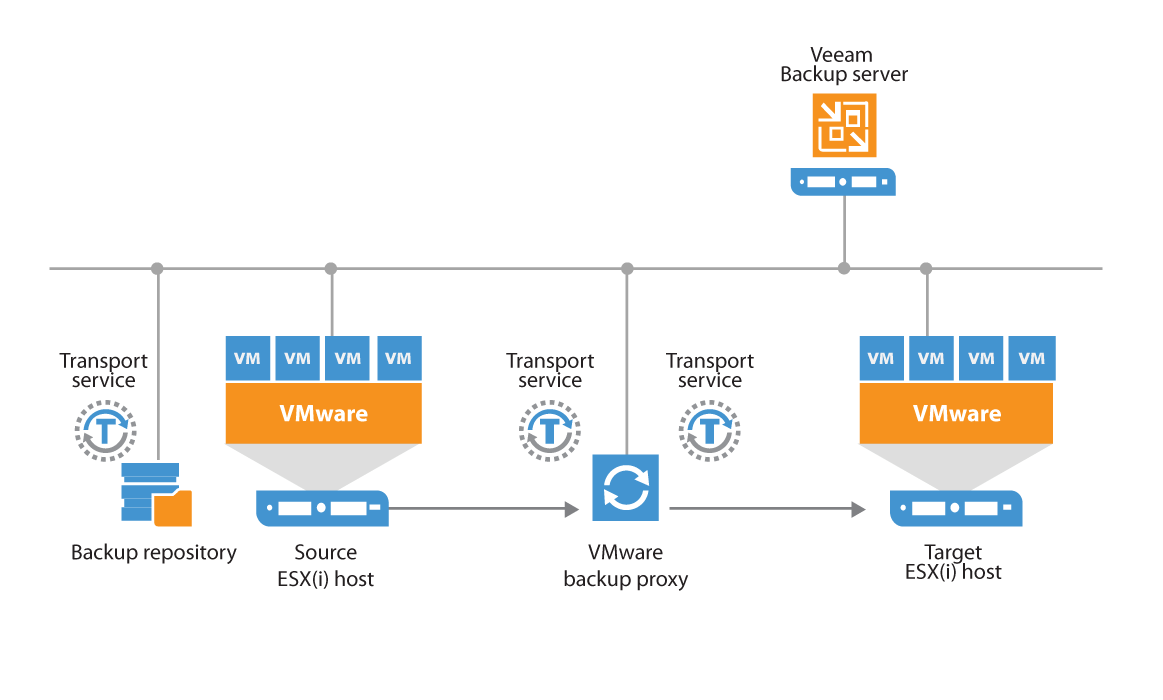 Veeam
Backup server
VM VM VM VM
VMware
Transport
service
T
Backup repository
Source
ESX(i) host
Transport
service
T
Transport
service
T
VMware
backup proxy
VM VM VM VM
VMware
Target
ESX(i) host